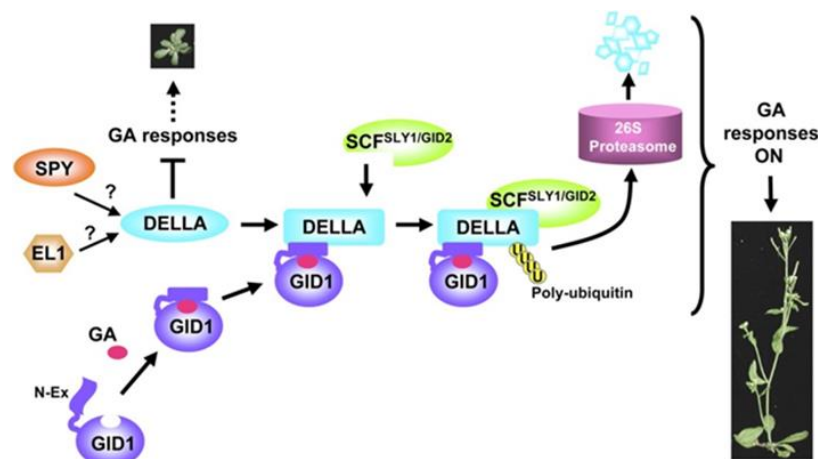 GA responses
SPY
?
DELLA
?
EL1
SCFSLY1/GID2
DELLA
GID1
SCFSLY1/GID2
DELLA
GID1
UUUU
Poly-ubiquitin
26S
Proteasome
GA
responses
ON
GID1
GA
N-Ex
GID1